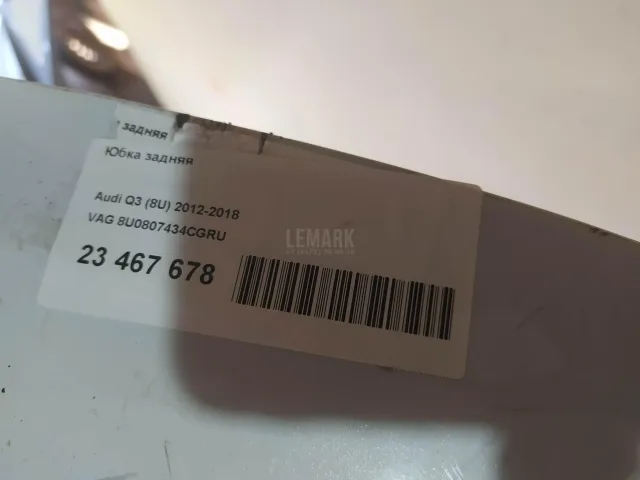 задняя
Юбка задняя
Audi Q3 (8U) 2012-2018
VAG 8U0807434CGRU
23 467 678
LEMARK